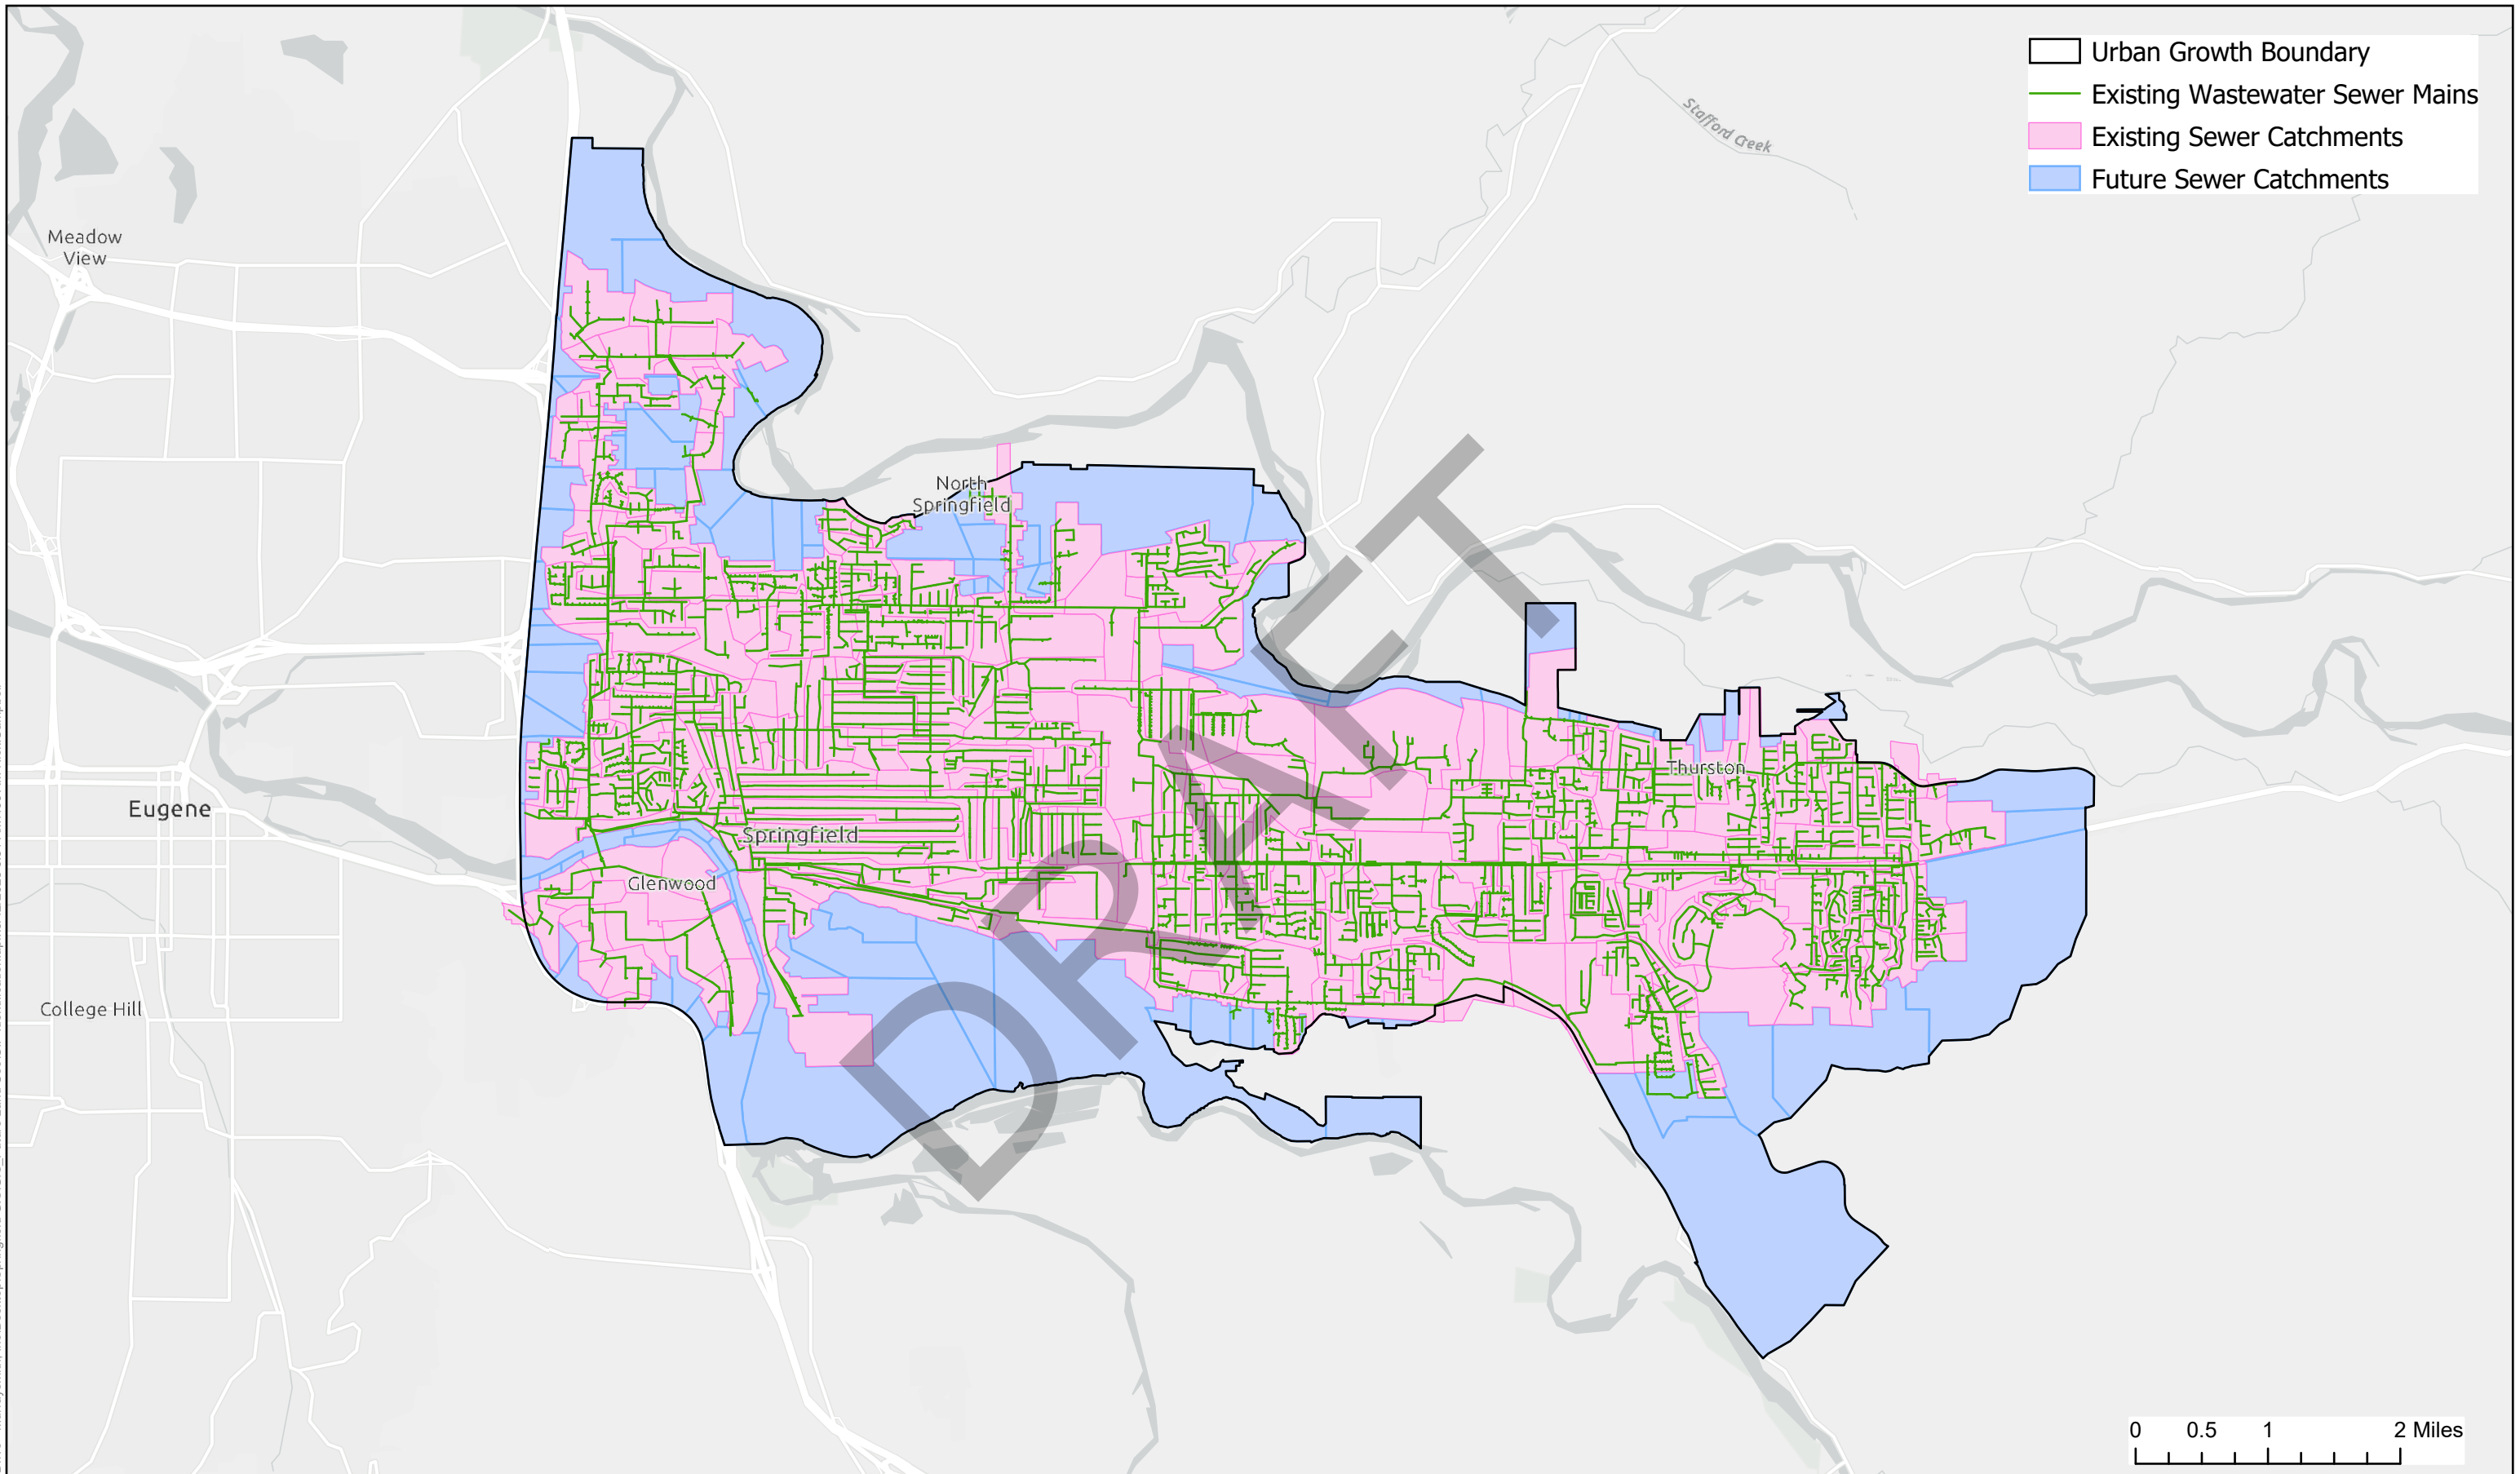 Urban Growth Boundary
Existing Wastewater Sewer Mains
Existing Sewer Catchments
Future Sewer Catchments
Stafford Creek
Meadow
View
North
Springfield
Thurston
Eugene
Springfield
Glenwood
College Hill
DRAFT
0 0.5 1 2 Miles